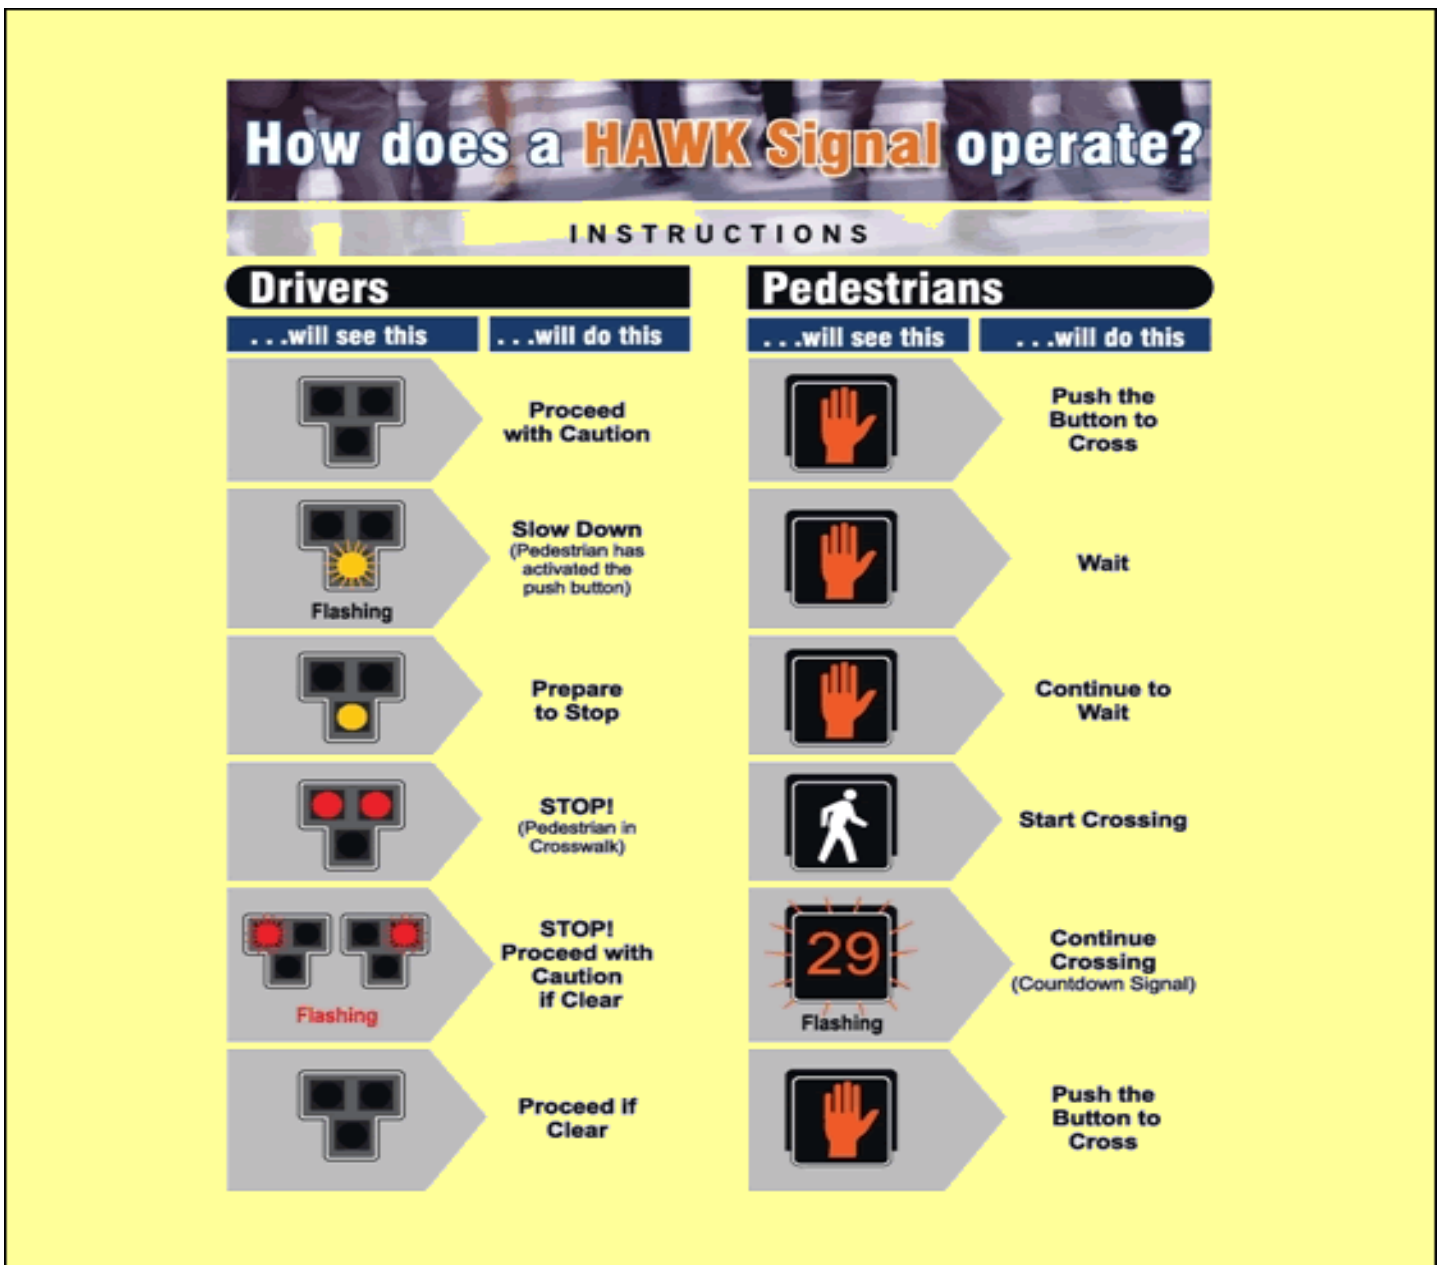 How does a HAWK Signal operate?
INSTRUCTIONS
Drivers
...will see this
...will do this
Proceed
with Caution
Flashing
Slow Down
(Pedestrian has
activated the
push button)
Prepare
to Stop
STOP!
(Pedestrian in
Crosswalk)
Flashing
STOP!
Proceed with
Caution
if Clear
Proceed if
Clear
Pedestrians
...will see this
...will do this
Push the
Button to
Cross
Wait
Continue to
Wait
Start Crossing
29
Flashing
Continue
Crossing
(Countdown Signal)
Push the
Button to
Cross